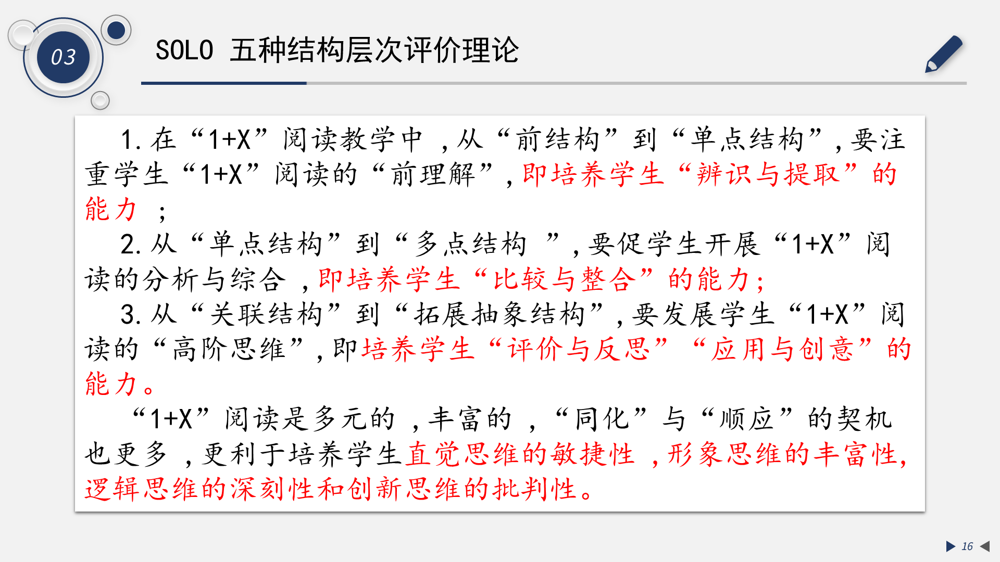 03
SOLO 五种结构层次评价理论
1.在“1+X”阅读教学中 ,从“前结构”到“单点结构”,要注
重学生“1+X”阅读的“前理解”,即培养学生“辨识与提取”的
能力 ；
2.从“单点结构”到“多点结构 ”,要促学生开展“1+X”阅
读的分析与综合 ,即培养学生“比较与整合”的能力；
3.从“关联结构”到“拓展抽象结构”,要发展学生“1+X”阅
读的“高阶思维”,即培养学生“评价与反思”“应用与创意”的
能力。
“1+X”阅读是多元的 ,丰富的 ,“同化”与“顺应”的契机
也更多 ,更利于培养学生直觉思维的敏捷性 ,形象思维的丰富性,
逻辑思维的深刻性和创新思维的批判性。
16